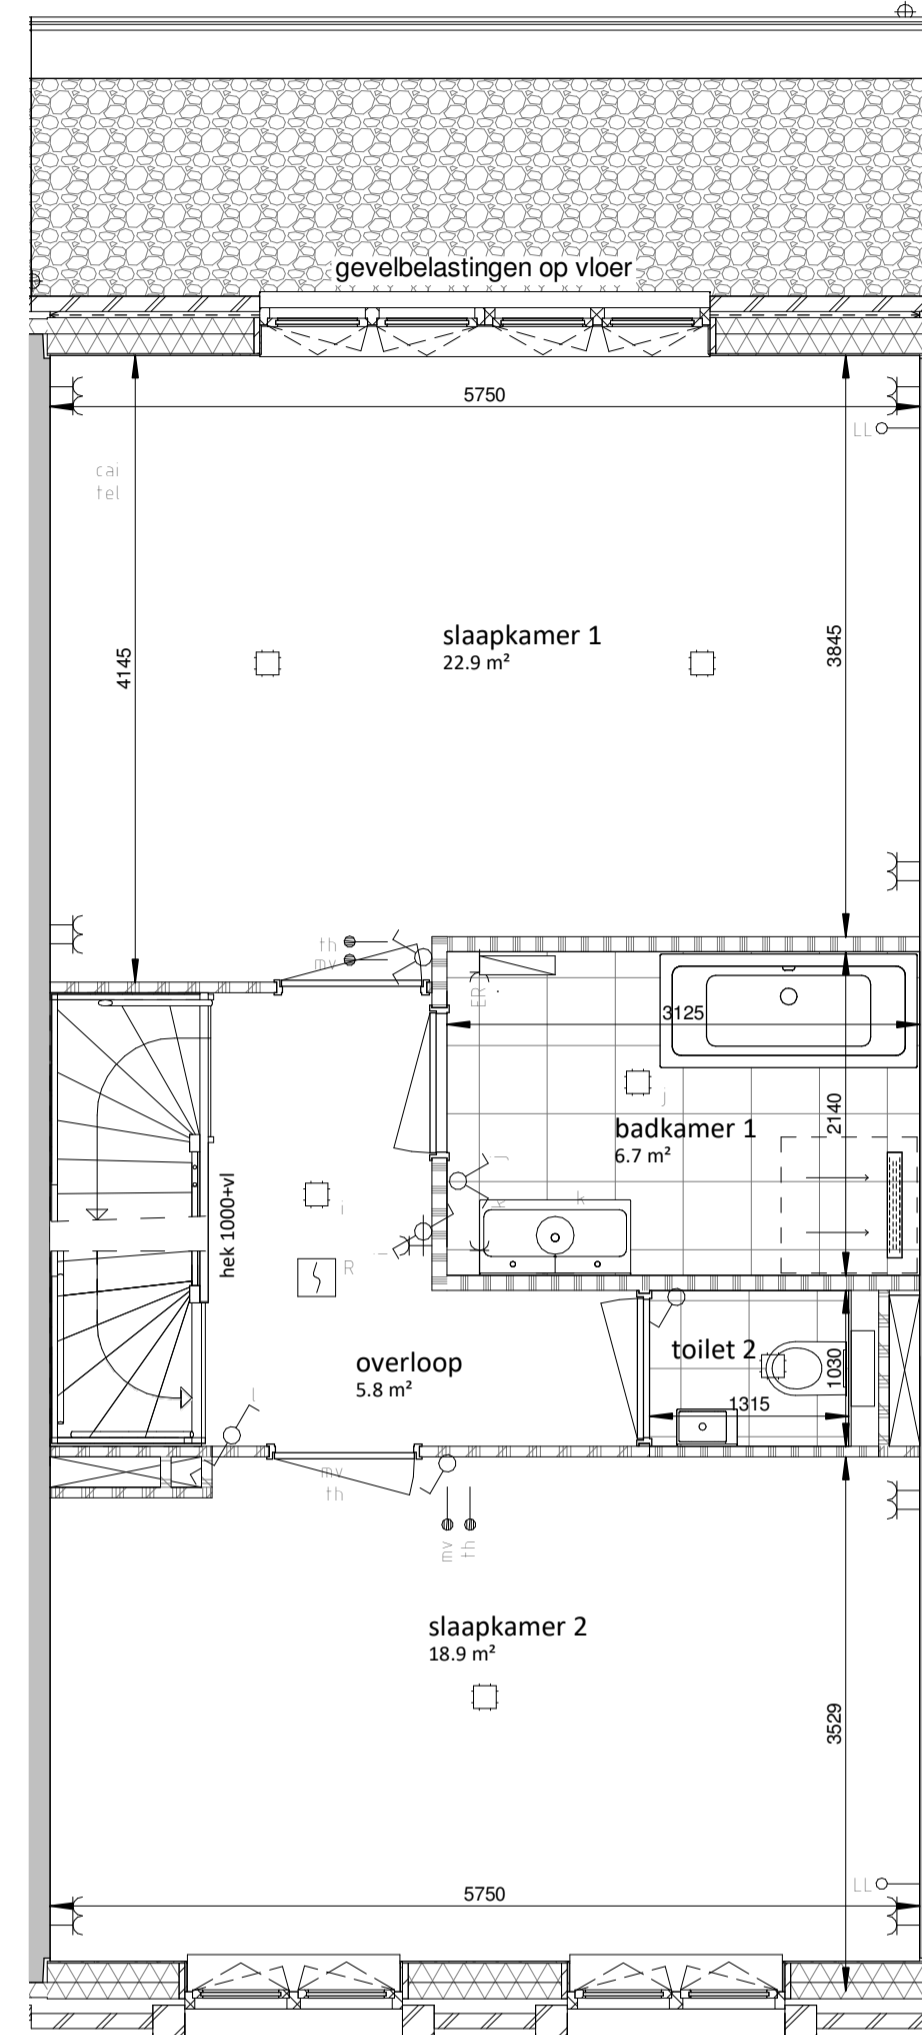 gevelbelastingen op vloer
5750
LL
cai
tel
4145
slaapkamer 1
22.9 m²
3845
th
mv
ER
3125
j
badkamer 1
6.7 m²
2140
j
k
k
hek 1000+vl
i
i
R
overloop
5.8 m²
toilet 2
1030
1315
l
mv
th
mv
th
slaapkamer 2
18.9 m²
3529
LL
5750